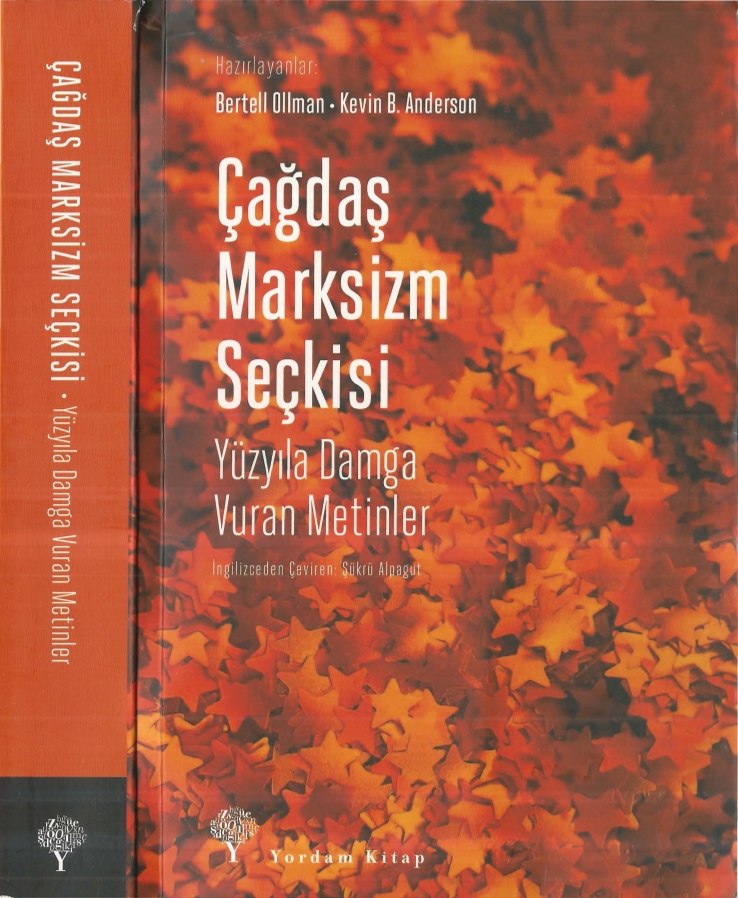 ÇAĞDAŞ MARKSİZM SEÇKİSİ • Yüzyıla Damga Vuran Metinler
Y
Hazırlayanlar:
Bertell Ollman • Kevin B. Anderson
Çağdaş
Marksizm
Seçkisi
Yüzyıla Damga
Vuran Metinler
İngilizceden Çeviren: Şükrü Alpagut
Y
Yordam Kitap